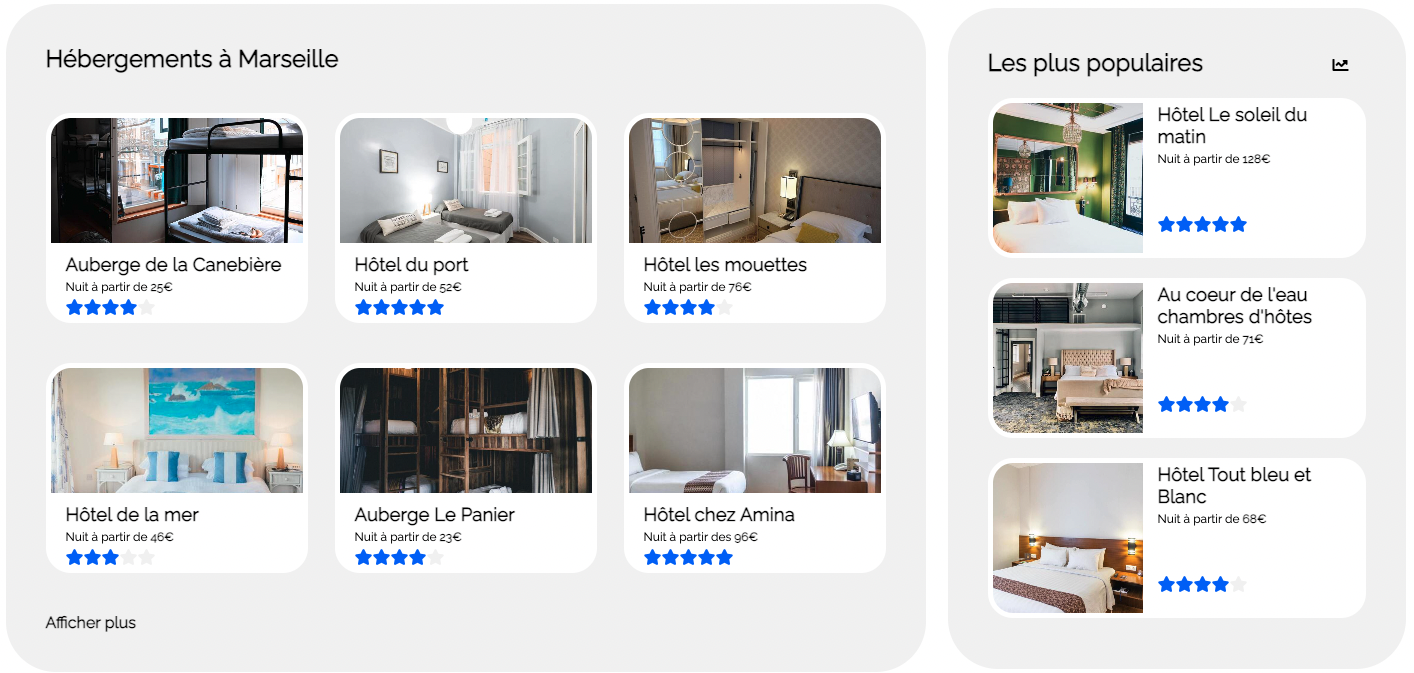 Hébergements à Marseille
Auberge de la Canebière
Nuit à partir de 25€
Hôtel du port
Nuit à partir de 52€
Hôtel les mouettes
Nuit à partir de 76€
Hôtel de la mer
Nuit à partir de 46€
Auberge Le Panier
Nuit à partir de 23€
Hôtel chez Amina
Nuit à partir des 96€
Afficher plus
Les plus populaires
Hôtel Le soleil du
matin
Nuit à partir de 128€
Au coeur de l'eau
chambres d'hôtes
Nuit à partir de 71€
Hôtel Tout bleu et
Blanc
Nuit à partir de 68€